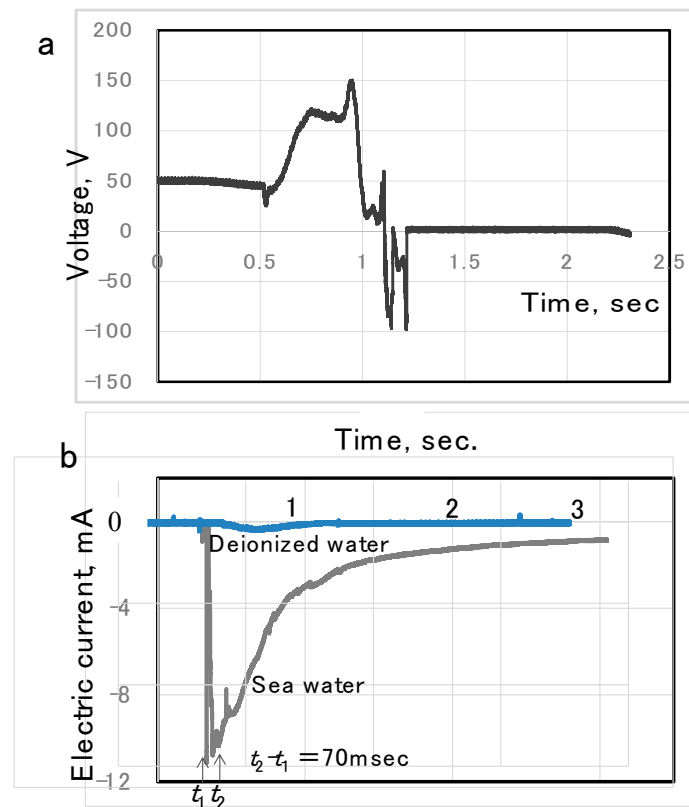 a
200
150
100
50
0
-50
-100
-150
Voltage, V
0 0.5 1 1.5 2 2.5
Time, sec
Time, sec.
b
0
-4
-8
-12
Electric current, mA
1 2 3
Deionized water
Sea water
t₂-t₁ =70msec
t₁ t₂